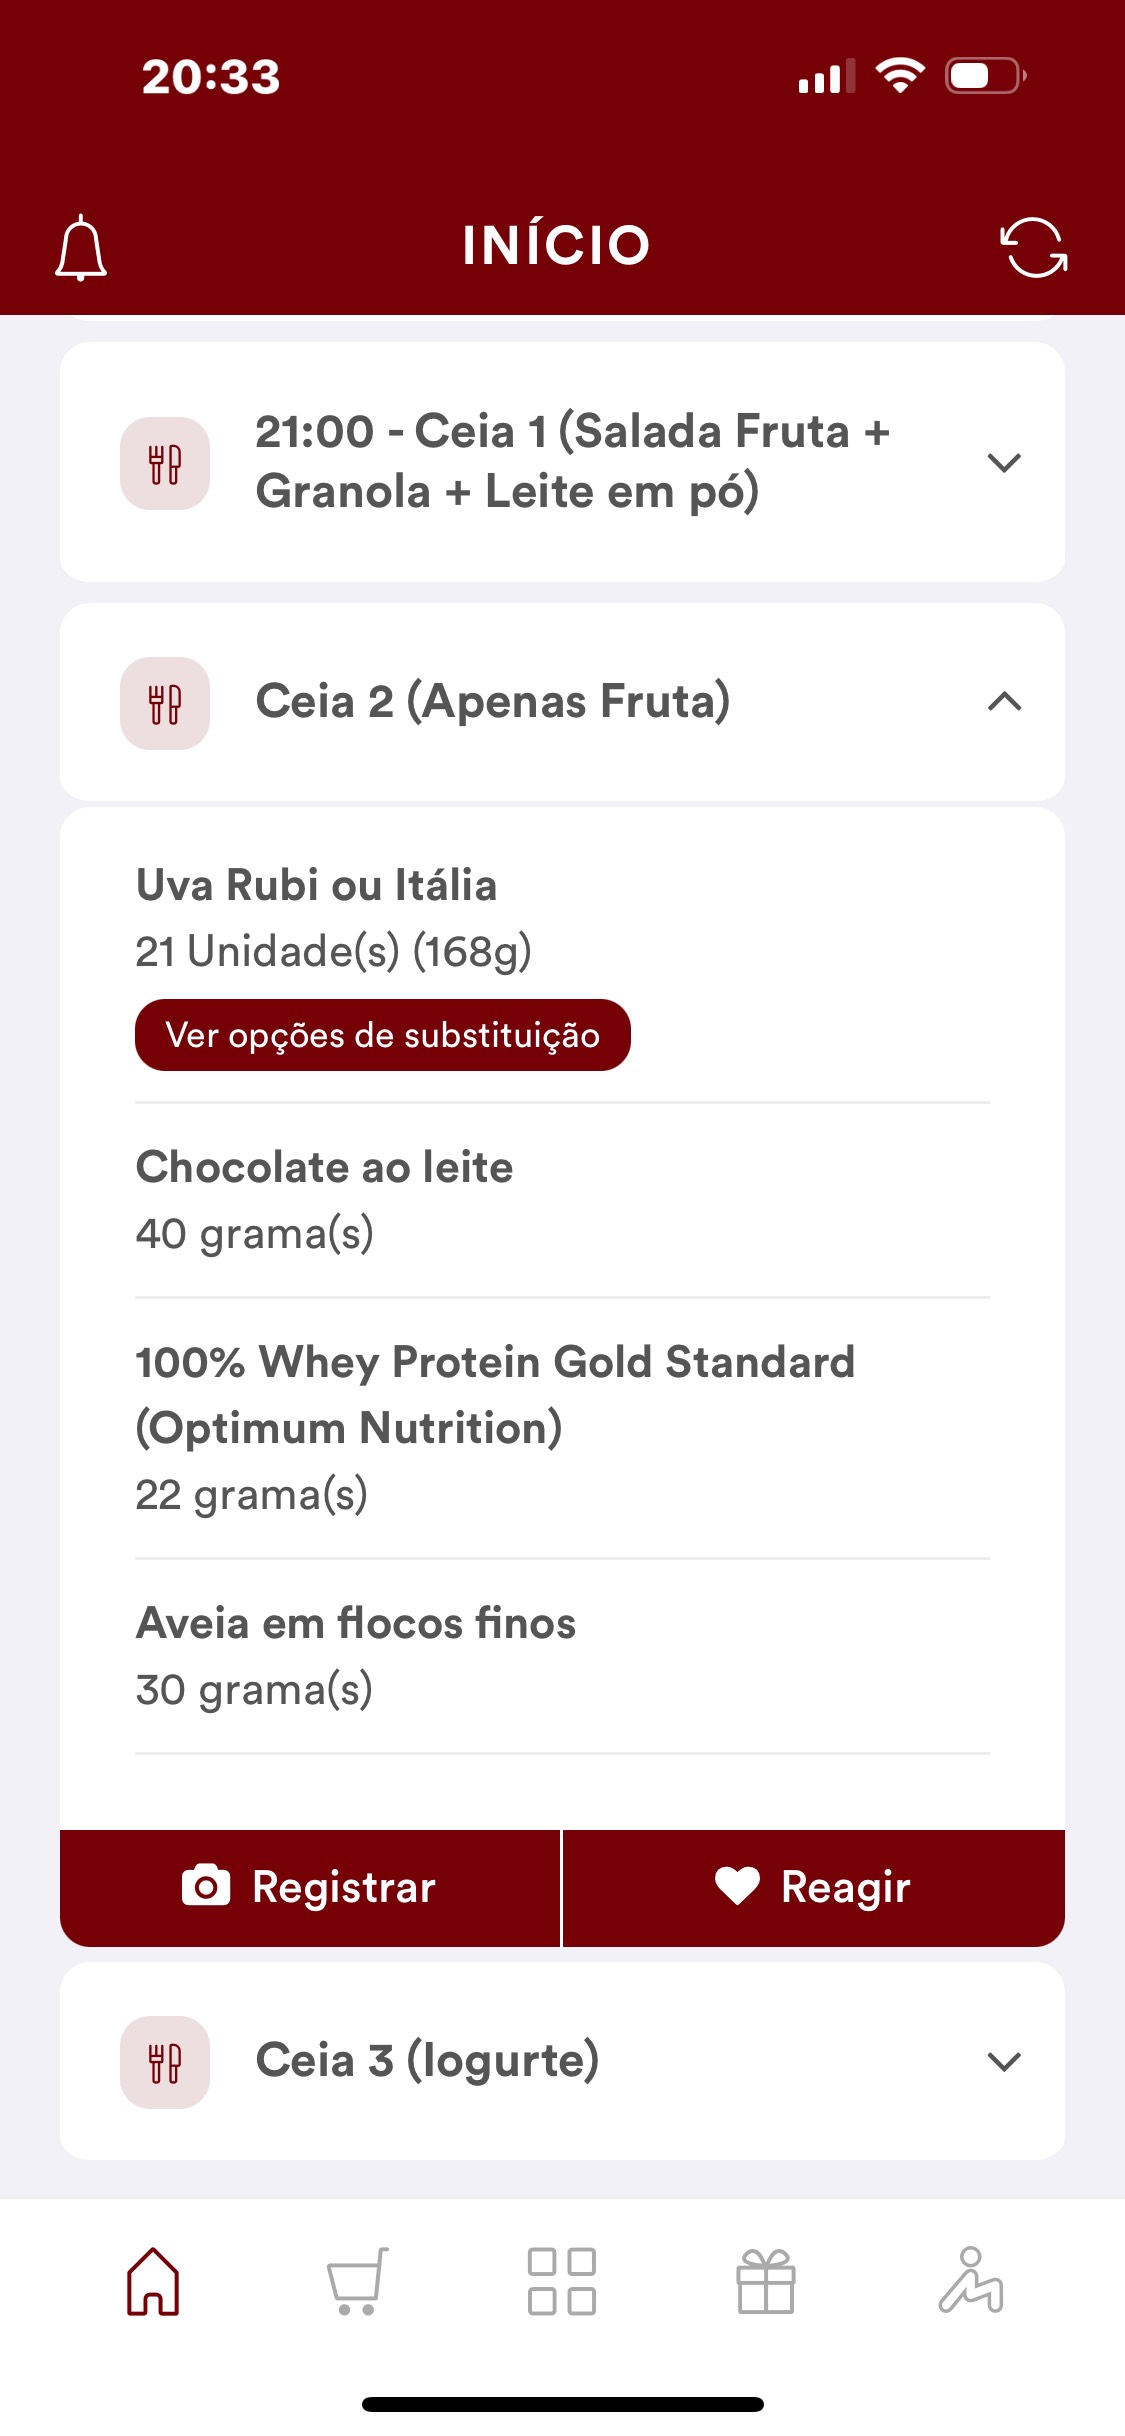 20:33
INÍCIO
21:00 - Ceia 1 (Salada Fruta +
Granola + Leite em pó)
Ceia 2 (Apenas Fruta)
Uva Rubi ou Itália
21 Unidade(s) (168g)
Ver opções de substituição
Chocolate ao leite
40 grama(s)
100% Whey Protein Gold Standard
(Optimum Nutrition)
22 grama(s)
Aveia em flocos finos
30 grama(s)
Registrar
Reagir
Ceia 3 (Iogurte)